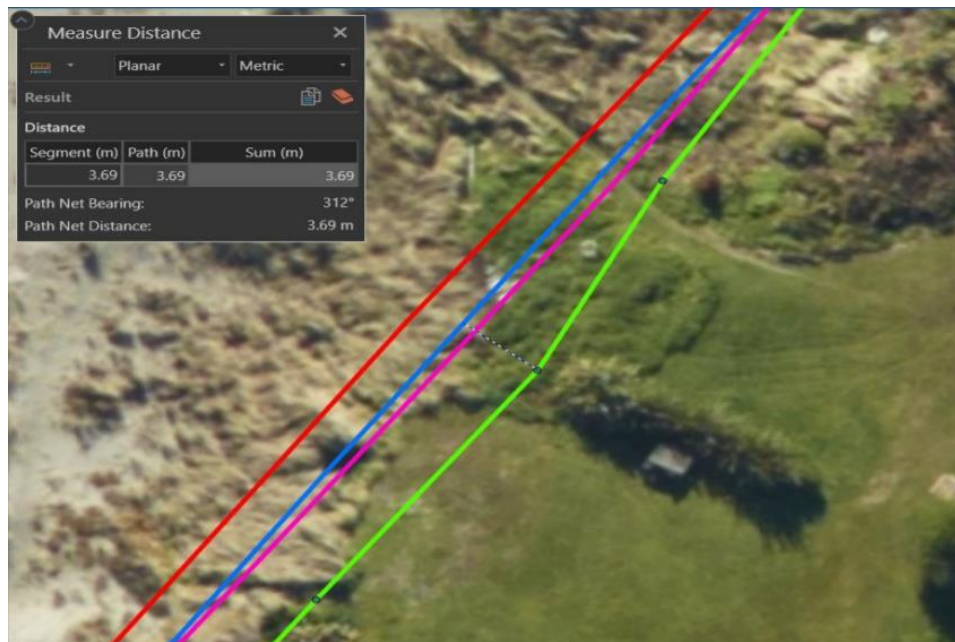 Measure Distance
Planar Metric
Result
Distance
Segment (m) Path (m) Sum (m)
3.69 3.69 3.69
Path Net Bearing: 312°
Path Net Distance: 3.69 m